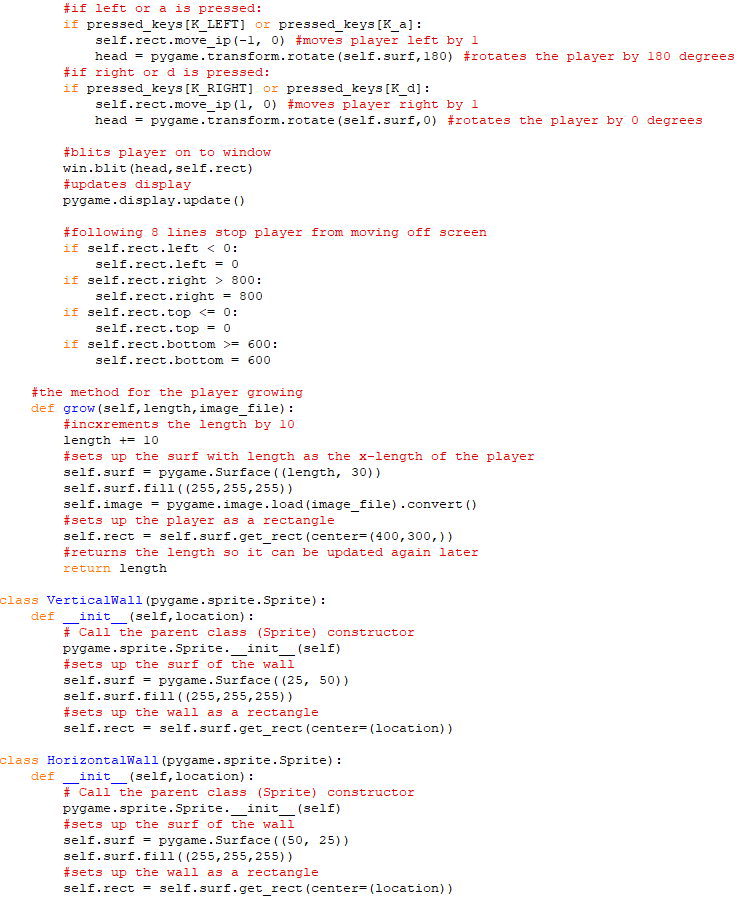 #if left or a is pressed:
if pressed_keys[K_LEFT] or pressed_keys[K_a]:
self.rect.move_ip(-1, 0) #moves player left by 1
head = pygame.transform.rotate(self.surf,180) #rotates the player by 180 degrees
#if right or d is pressed:
if pressed_keys[K_RIGHT] or pressed_keys[K_d]:
self.rect.move_ip(1, 0) #moves player right by 1
head = pygame.transform.rotate(self.surf,0) #rotates the player by 0 degrees
#blits player on to window
win.blit(head,self.rect)
#updates display
pygame.display.update()
#following 8 lines stop player from moving off screen
if self.rect.left < 0:
self.rect.left = 0
if self.rect.right > 800:
self.rect.right = 800
if self.rect.top <= 0:
self.rect.top = 0
if self.rect.bottom >= 600:
self.rect.bottom = 600
#the method for the player growing
def grow(self,length,image_file):
#incxrements the length by 10
length += 10
#sets up the surf with length as the x-length of the player
self.surf = pygame.Surface((length, 30))
self.surf.fill((255,255,255))
self.image = pygame.image.load(image_file).convert()
#sets up the player as a rectangle
self.rect = self.surf.get_rect(center=(400,300,))
#returns the length so it can be updated again later
return length
class VerticalWall(pygame.sprite.Sprite):
def __init__(self,location):
# Call the parent class (Sprite) constructor
pygame.sprite.Sprite.__init__(self)
#sets up the surf of the wall
self.surf = pygame.Surface((25, 50))
self.surf.fill((255,255,255))
#sets up the wall as a rectangle
self.rect = self.surf.get_rect(center=(location))
class HorizontalWall(pygame.sprite.Sprite):
def __init__(self,location):
# Call the parent class (Sprite) constructor
pygame.sprite.Sprite.__init__(self)
#sets up the surf of the wall
self.surf = pygame.Surface((50, 25))
self.surf.fill((255,255,255))
#sets up the wall as a rectangle
self.rect = self.surf.get_rect(center=(location))